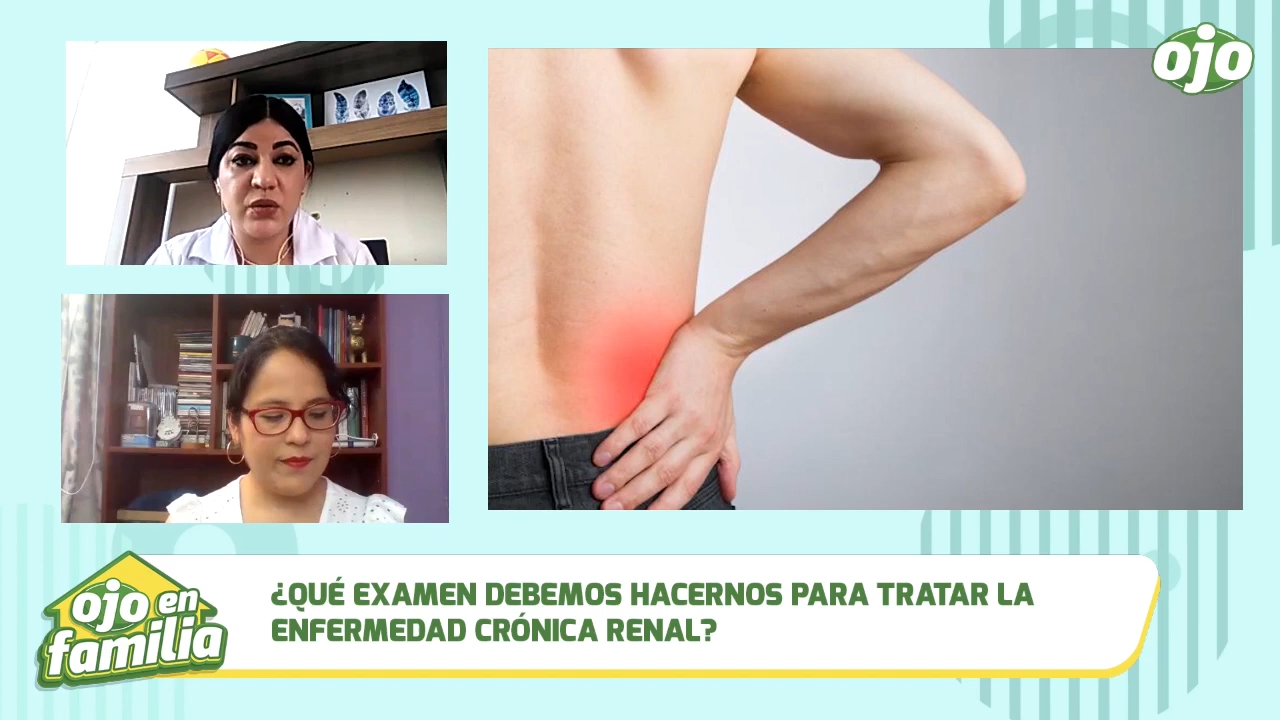 ojo
¿QUÉ EXAMEN DEBEMOS HACERNOS PARA TRATAR LA
ENFERMEDAD CRÓNICA RENAL?
ojo en
familia